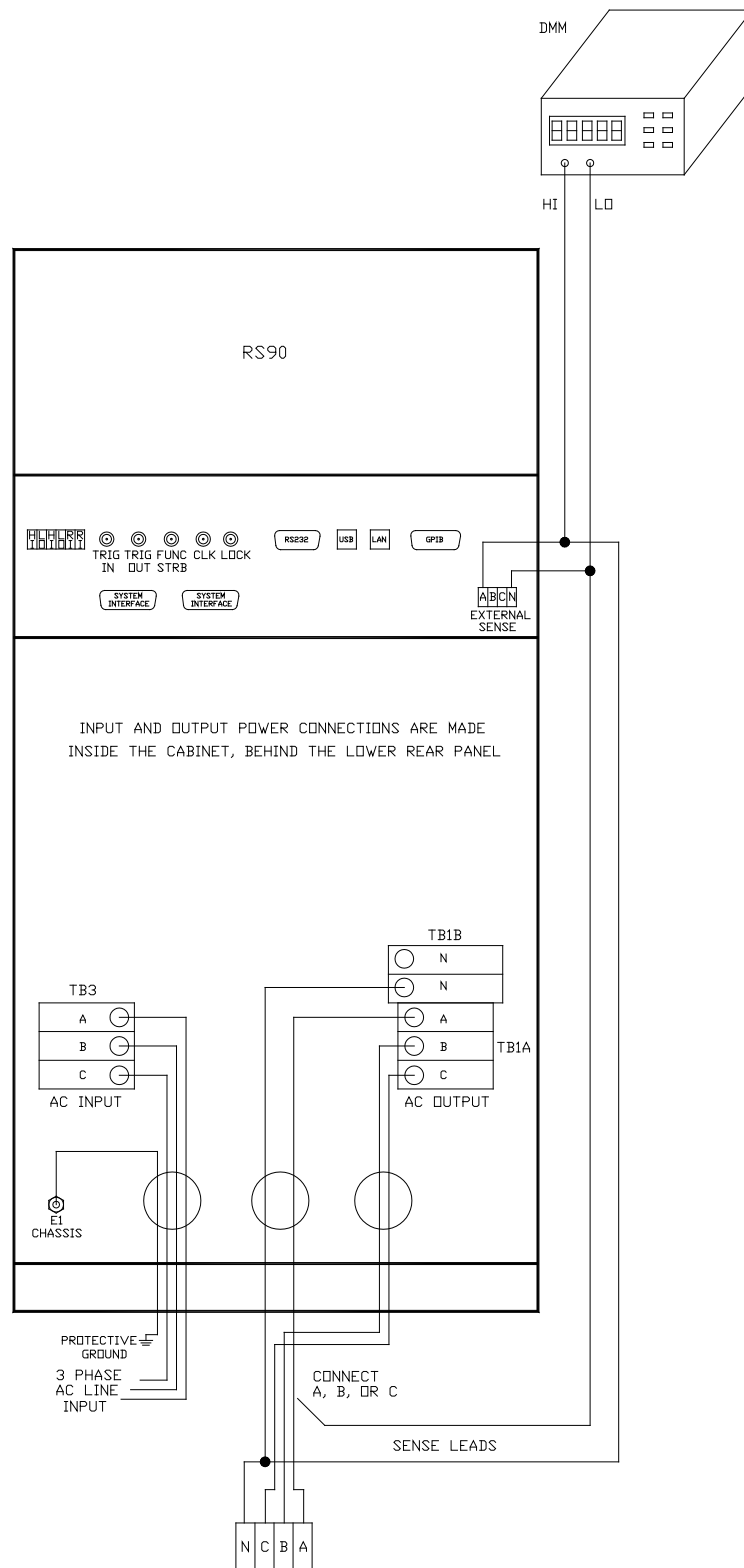 DMM
HI LO
RS90
HI LO HI LO RI RI
TRIG IN
TRIG OUT
FUNC STRB
CLK
LOCK
RS232
USB
LAN
GPIB
SYSTEM INTERFACE
SYSTEM INTERFACE
A B C N
EXTERNAL
SENSE
INPUT AND OUTPUT POWER CONNECTIONS ARE MADE
INSIDE THE CABINET, BEHIND THE LOWER REAR PANEL
TB1B
N
N
TB3
A
B
C
AC INPUT
A
B
C
TB1A
AC OUTPUT
E1
CHASSIS
PROTECTIVE
GROUND
3 PHASE
AC LINE
INPUT
CONNECT
A, B, OR C
SENSE LEADS
N C B A